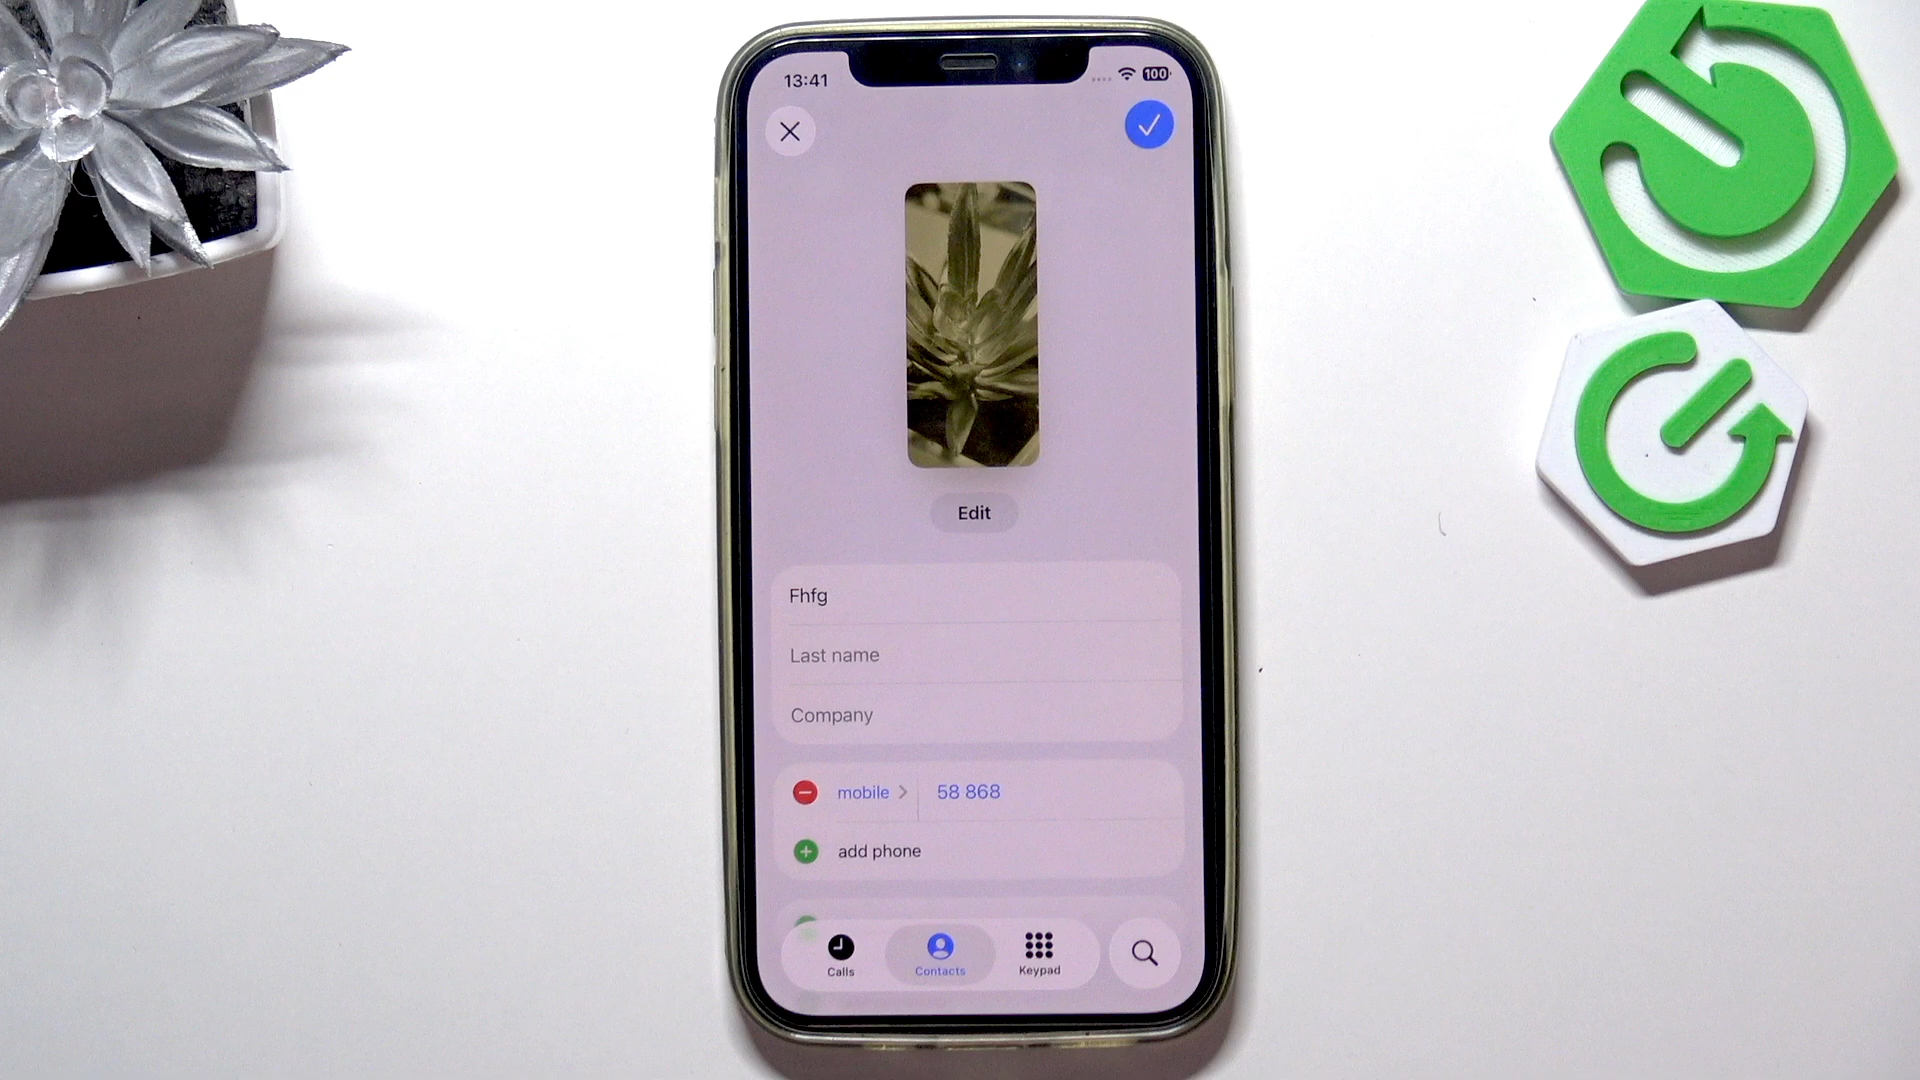 13:41
100
Edit
Fhfg
Last name
Company
mobile 58 868
add phone
Calls
Contacts
Keypad